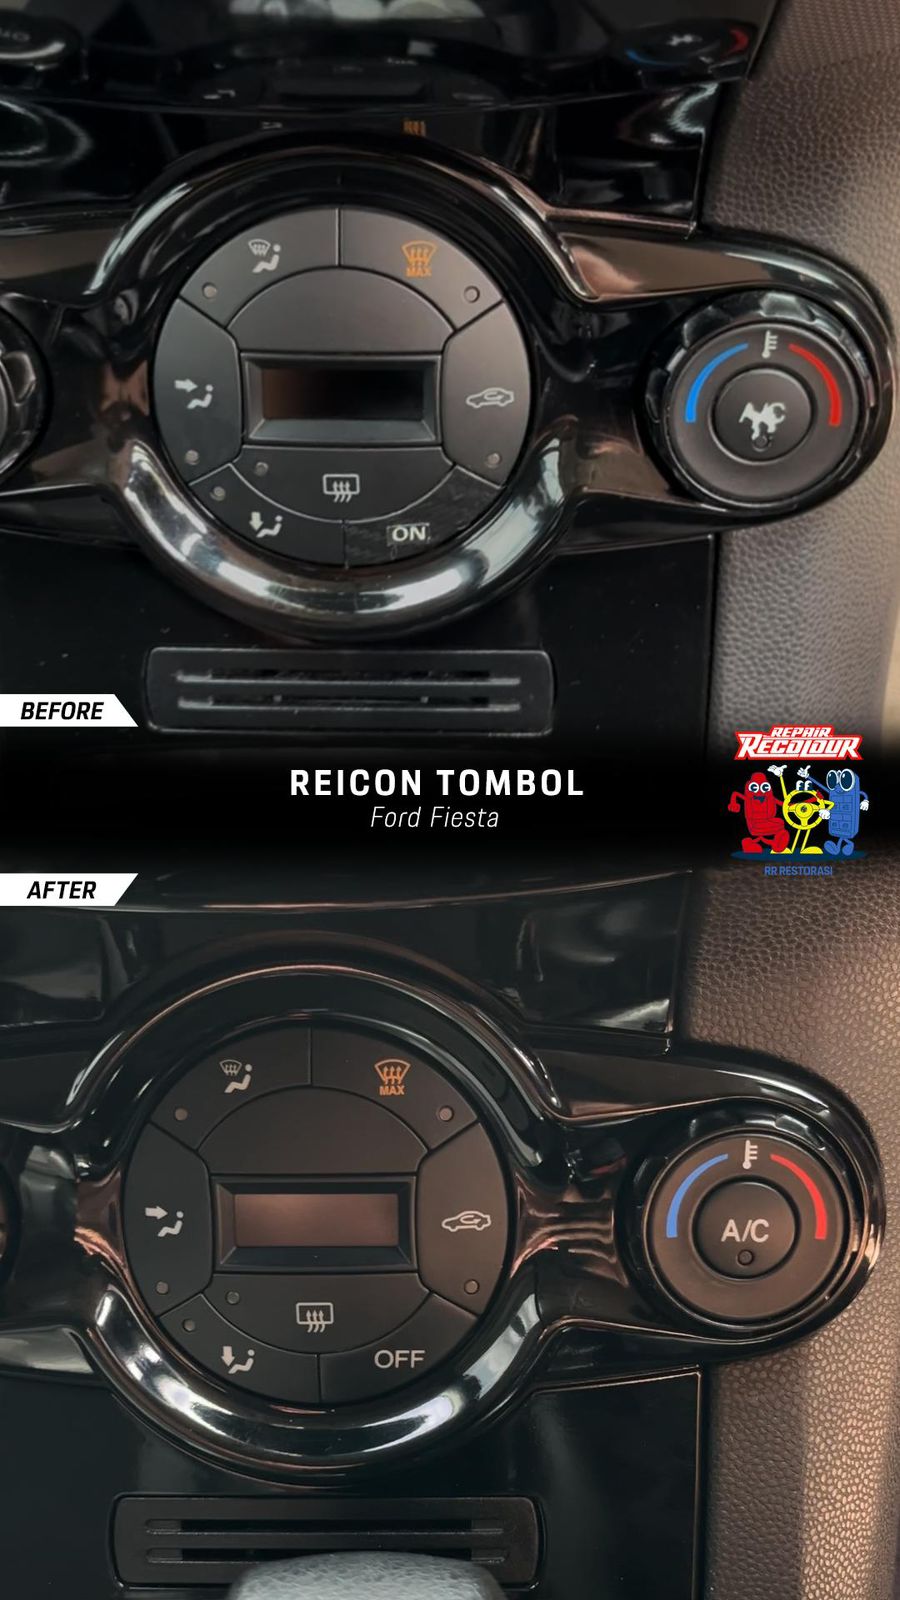 MAX
A/C
ON
BEFORE
REICON TOMBOL
Ford Fiesta
REPAIR
RECOLOUR
RR RESTORASI
AFTER
MAX
A/C
OFF